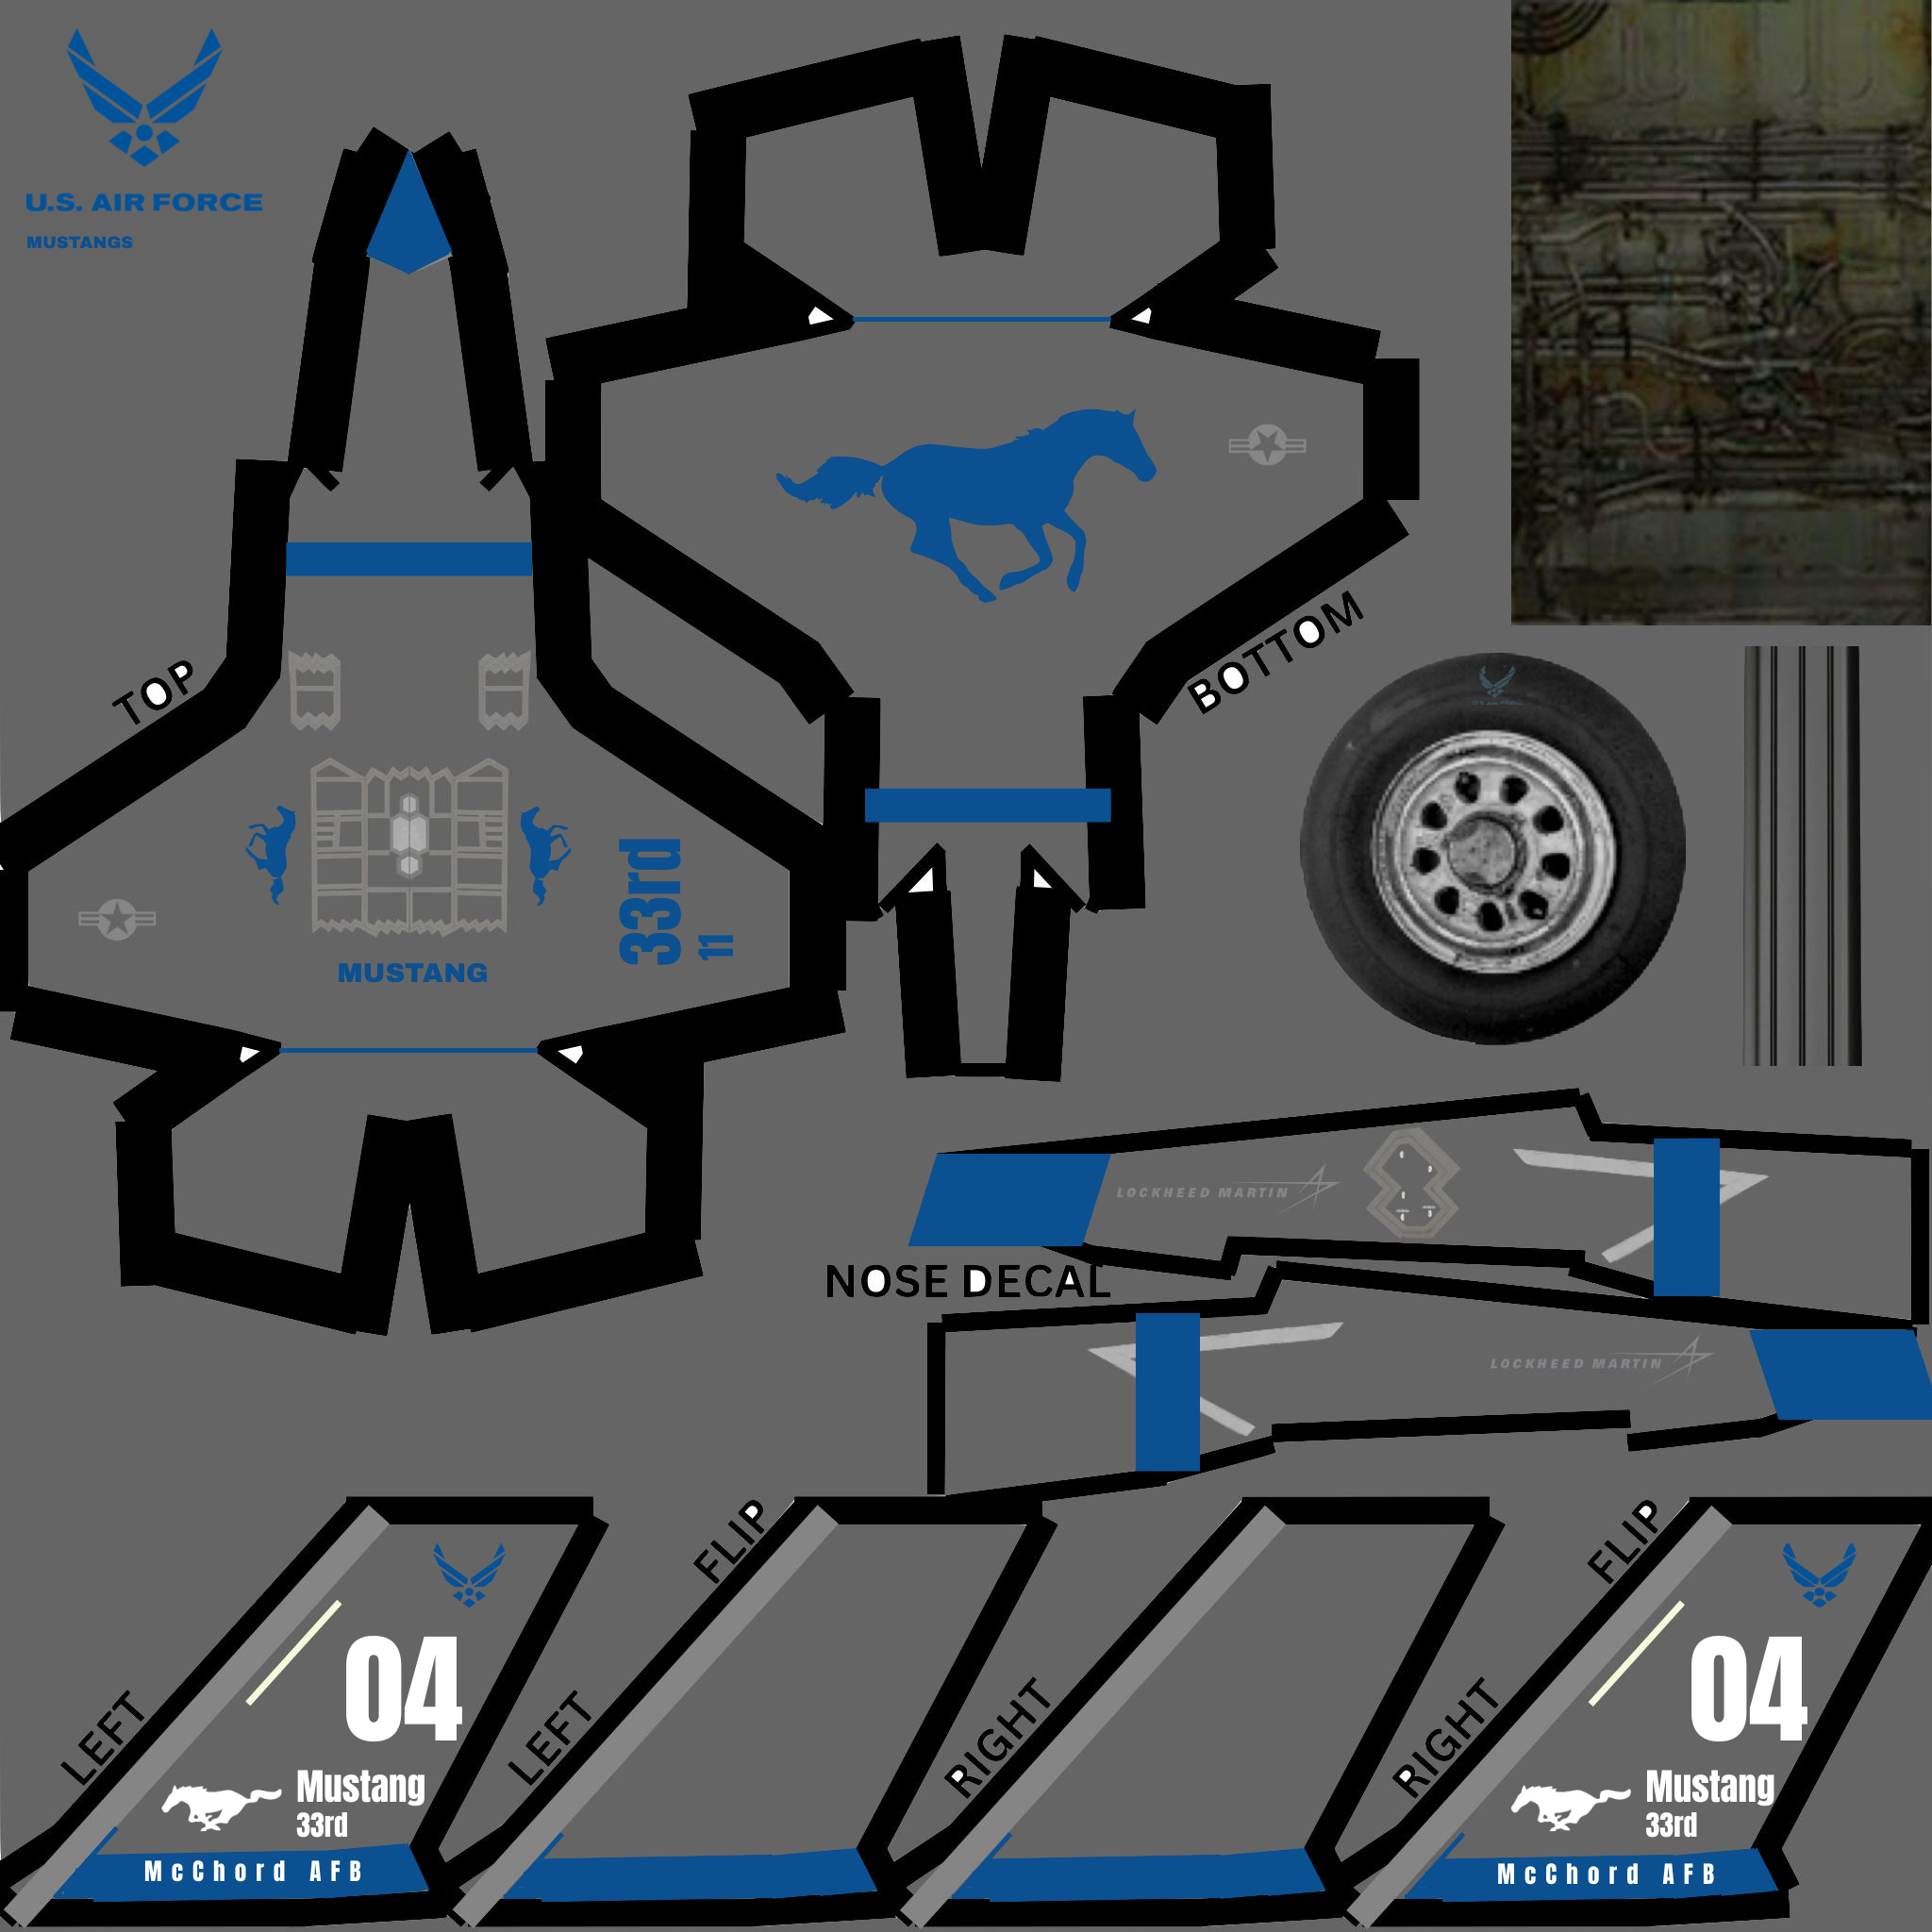 U.S. AIR FORCE
MUSTANGS
TOP
BOTTOM
33rd
11
MUSTANG
LOCKHEED MARTIN
NOSE DECAL
LOCKHEED MARTIN
FLIP
FLIP
04
04
LEFT
LEFT
RIGHT
RIGHT
Mustang
33rd
Mustang
33rd
McChord AFB
McChord AFB